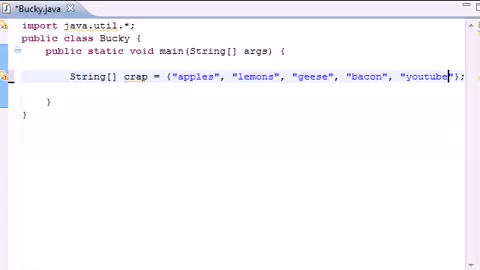 *Bucky.java
import java.util.*;
public class Bucky {
public static void main(String[] args) {
String[] crap = {"apples", "lemons", "geese", "bacon", "youtube"};
}
}